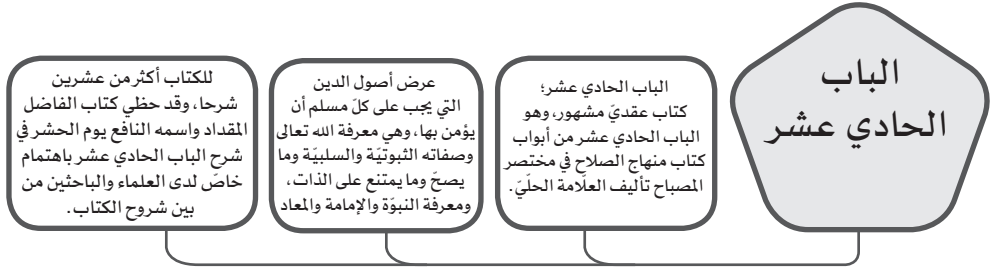 الباب
الحادي عشر
الباب الحادي عشر؛
كتاب عقديّ مشهور، وهو
الباب الحادي عشر من أبواب
كتاب منهاج الصلاح في مختصر
المصباح تأليف العلّامة الحلّيّ.
عرض أصول الدين
التي يجب على كلّ مسلم أن
يؤمن بها، وهي معرفة الله تعالى
وصفاته الثبوتيّة والسلبيّة وما
يصحّ وما يمتنع على الذات،
ومعرفة النبوّة والإمامة والمعاد
للكتاب أكثر من عشرين
شرحا، وقد حظي كتاب الفاضل
المقداد واسمه النافع يوم الحشر في
شرح الباب الحادي عشر باهتمام
خاصّ لدى العلماء والباحثين من
بين شروح الكتاب.